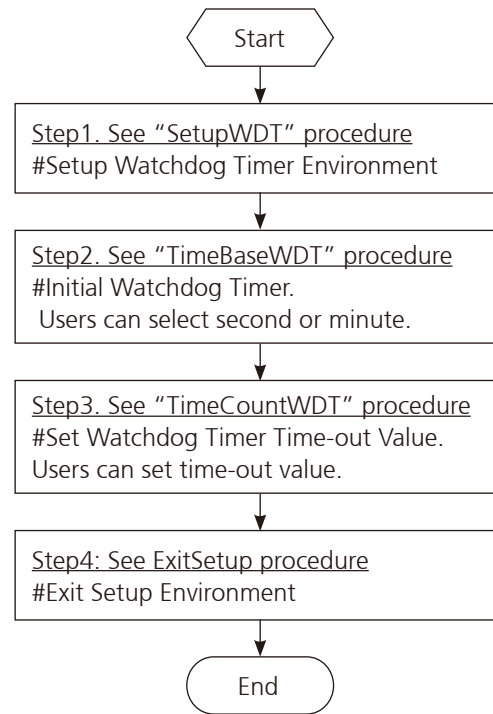 Start
Step1. See “SetupWDT” procedure
#Setup Watchdog Timer Environment
Step2. See “TimeBaseWDT” procedure
#Initial Watchdog Timer.
Users can select second or minute.
Step3. See “TimeCountWDT” procedure
#Set Watchdog Timer Time-out Value.
Users can set time-out value.
Step4: See ExitSetup procedure
#Exit Setup Environment
End